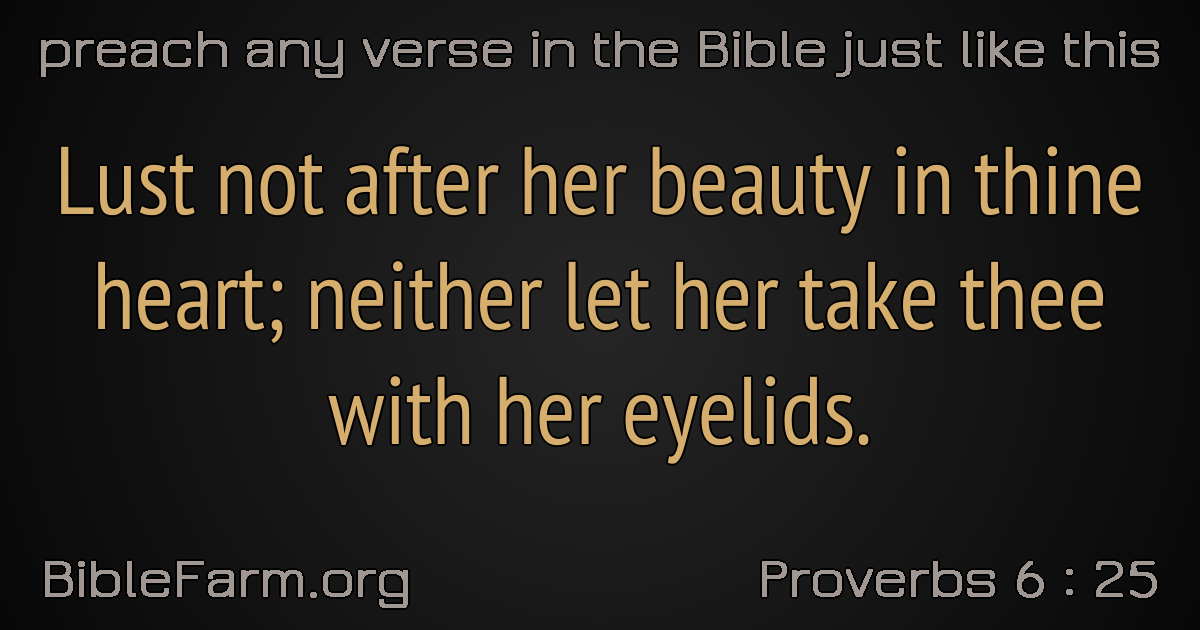 preach any verse in the Bible just like this
Lust not after her beauty in thine
heart; neither let her take thee
with her eyelids.
BibleFarm.org
Proverbs 6 : 25